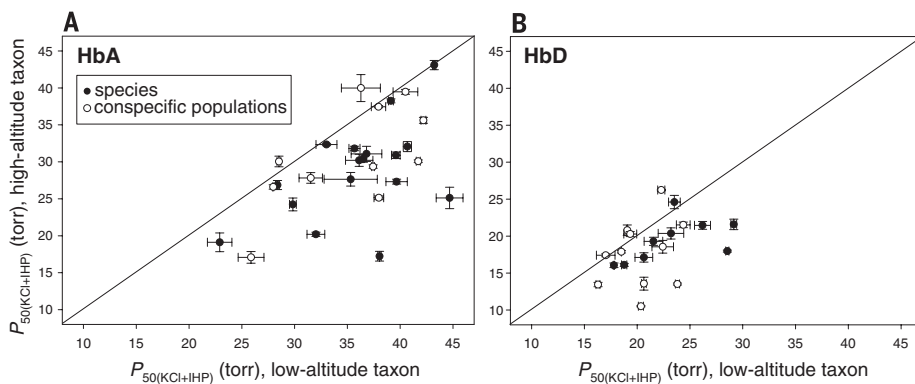 A
B
HbA
HbD
species
conspecific populations
45
40
35
30
25
20
15
10
45
40
35
30
25
20
15
10
P50(KCl+IHP) (torr), high-altitude taxon
10 15 20 25 30 35 40 45
10 15 20 25 30 35 40 45
P50(KCl+IHP) (torr), low-altitude taxon
P50(KCl+IHP) (torr), low-altitude taxon